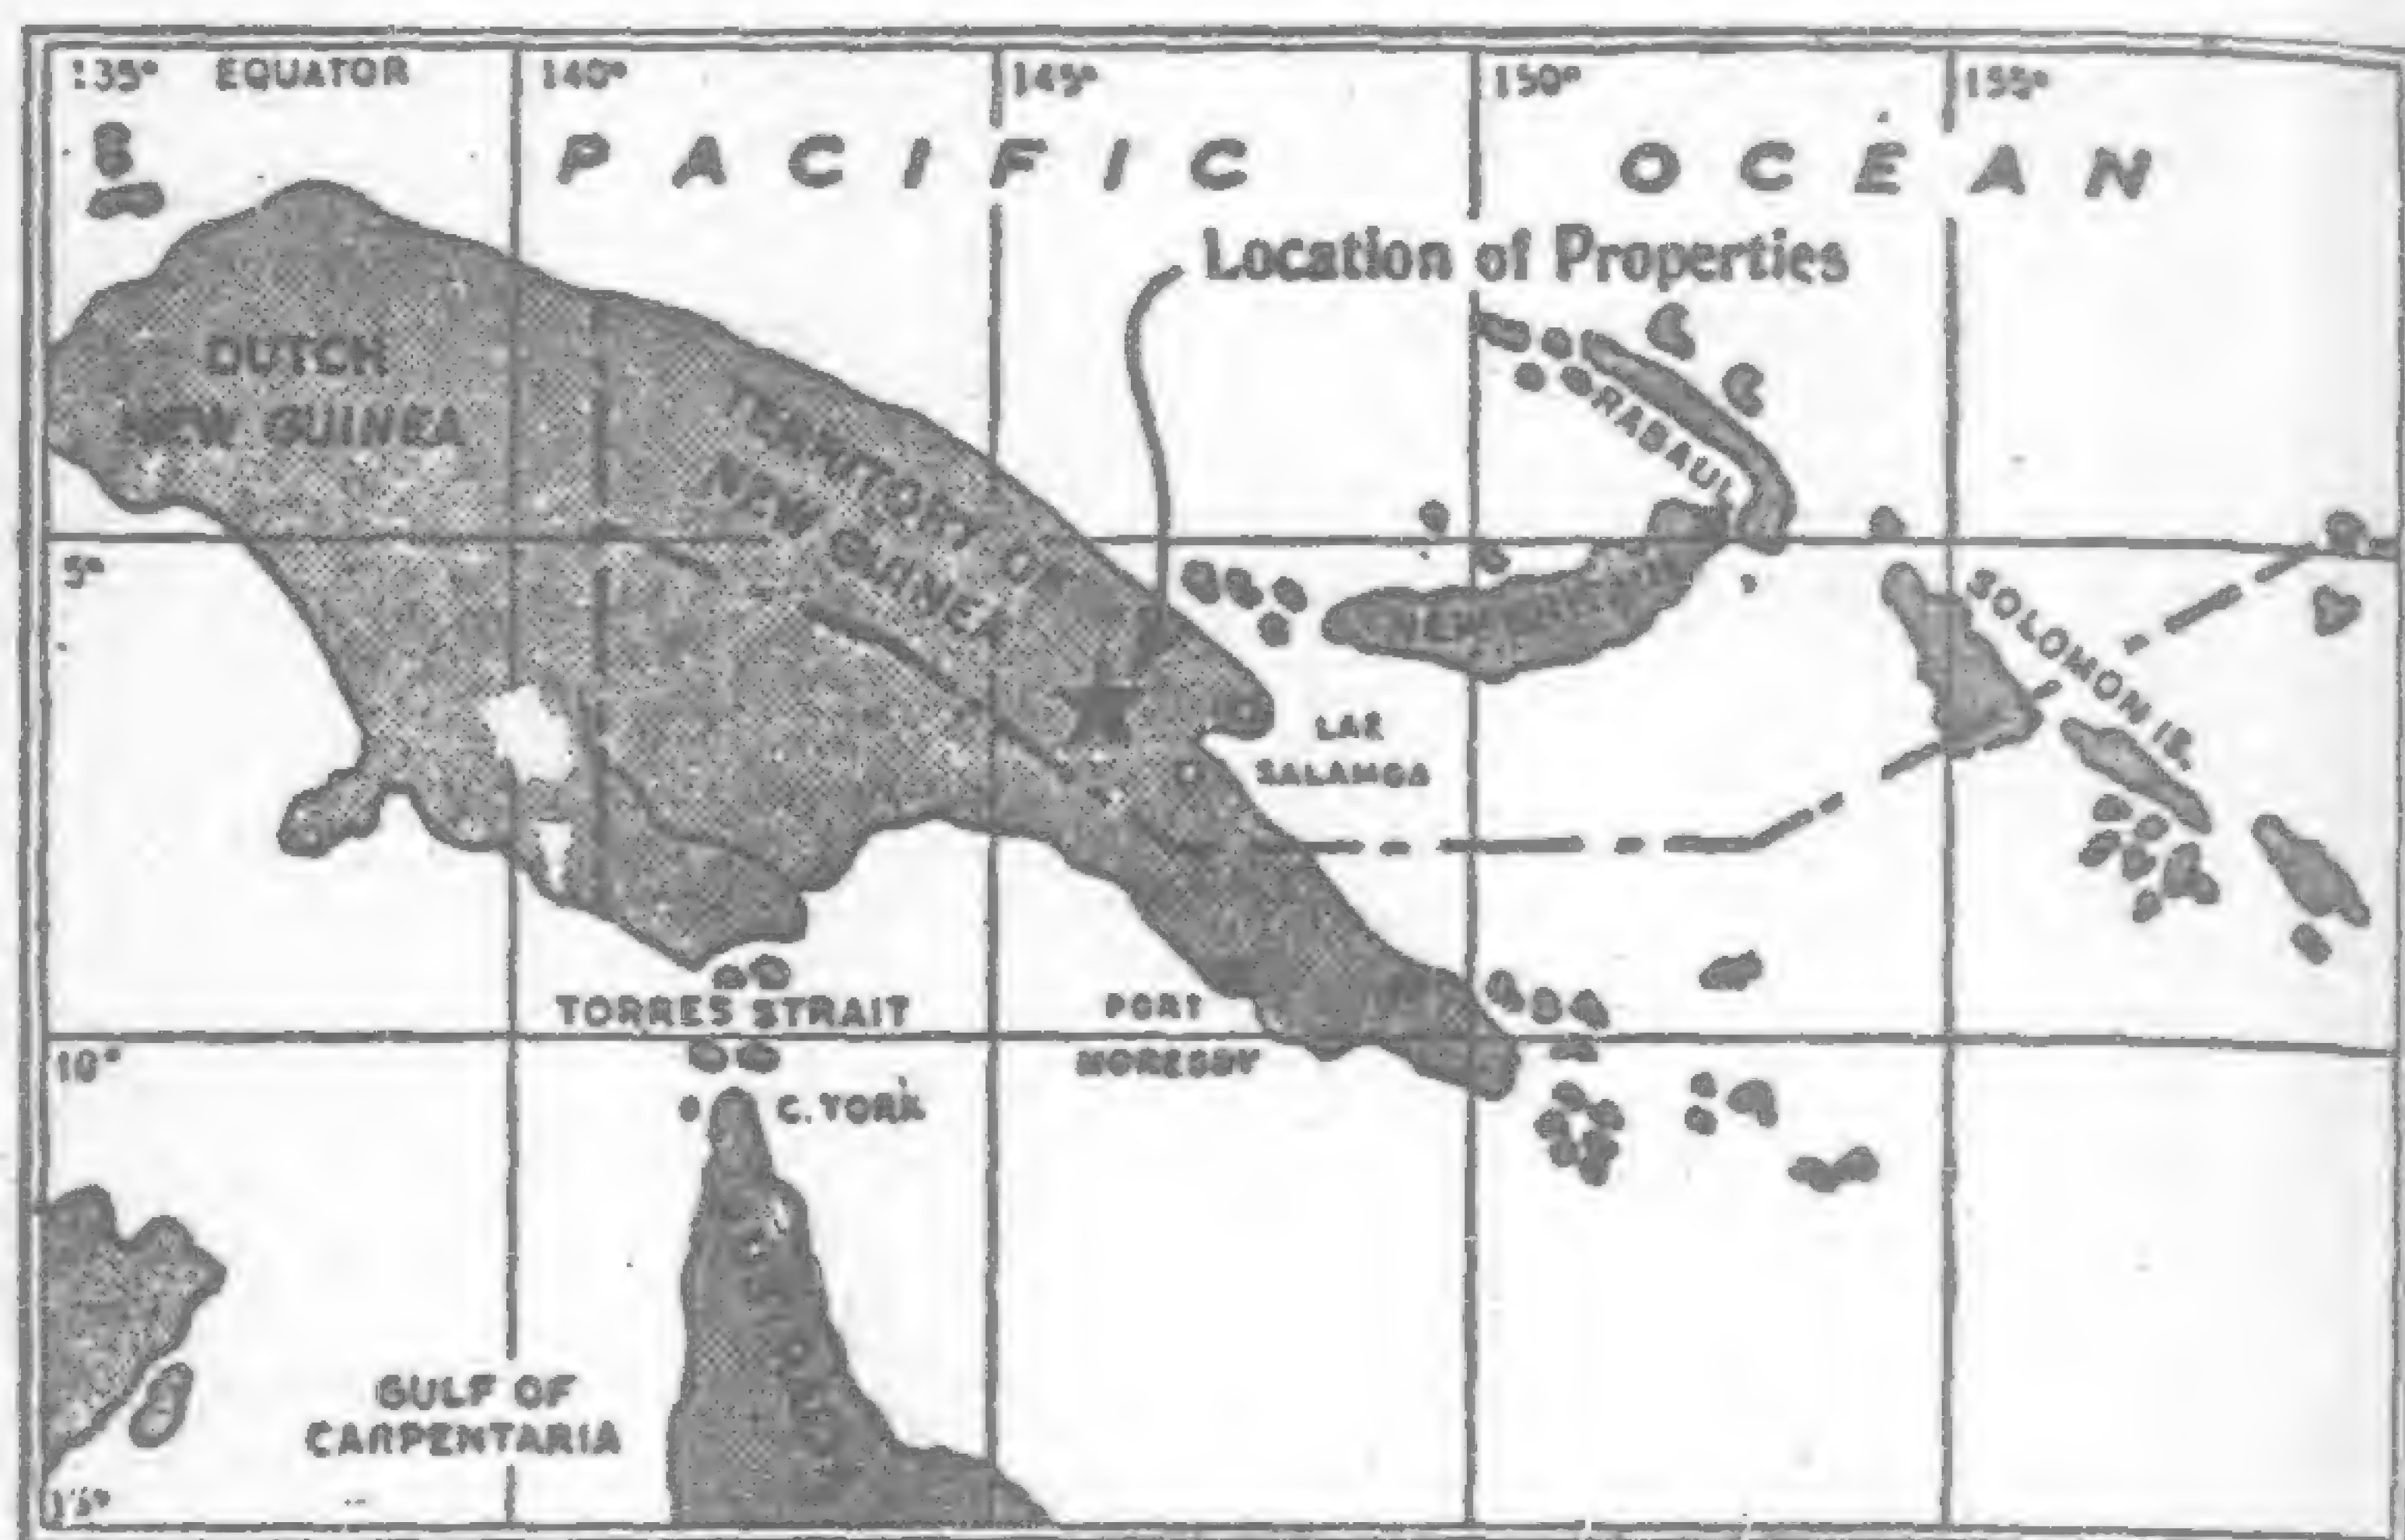 135° EQUATOR 140° 145° 150° 155°
PACIFIC OCEAN
Location of Properties
DUTCH
NEW GUINEA
TERRITORY OF
NEW GUINEA
RABAUL
5°
NEW
SOLOMON IS.
LAE
SALAMOA
TORRES STRAIT
PORT
MORESBY
10°
C. YORK
GULF OF
CARPENTARIA
15°